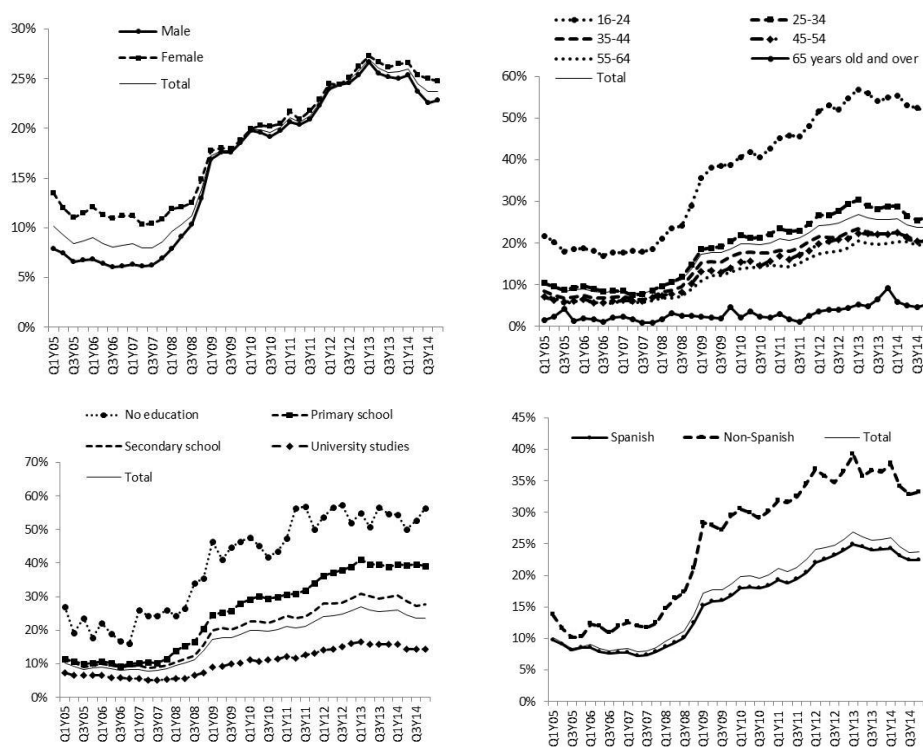 Male
Female
Total
30%
25%
20%
15%
10%
5%
0%
Q1Y05
Q3Y05
Q1Y06
Q3Y06
Q1Y07
Q3Y07
Q1Y08
Q3Y08
Q1Y09
Q3Y09
Q1Y10
Q3Y10
Q1Y11
Q3Y11
Q1Y12
Q3Y12
Q1Y13
Q3Y13
Q1Y14
Q3Y14
16-24 25-34
35-44 45-54
55-64 65 years old and over
Total
60%
50%
40%
30%
20%
10%
0%
Q1Y05
Q3Y05
Q1Y06
Q3Y06
Q1Y07
Q3Y07
Q1Y08
Q3Y08
Q1Y09
Q3Y09
Q1Y10
Q3Y10
Q1Y11
Q3Y11
Q1Y12
Q3Y12
Q1Y13
Q3Y13
Q1Y14
Q3Y14
No education Primary school
Secondary school University studies
Total
70%
60%
50%
40%
30%
20%
10%
0%
Q1Y05
Q3Y05
Q1Y06
Q3Y06
Q1Y07
Q3Y07
Q1Y08
Q3Y08
Q1Y09
Q3Y09
Q1Y10
Q3Y10
Q1Y11
Q3Y11
Q1Y12
Q3Y12
Q1Y13
Q3Y13
Q1Y14
Q3Y14
Spanish Non-Spanish Total
45%
40%
35%
30%
25%
20%
15%
10%
5%
0%
Q1Y05
Q3Y05
Q1Y06
Q3Y06
Q1Y07
Q3Y07
Q1Y08
Q3Y08
Q1Y09
Q3Y09
Q1Y10
Q3Y10
Q1Y11
Q3Y11
Q1Y12
Q3Y12
Q1Y13
Q3Y13
Q1Y14
Q3Y14